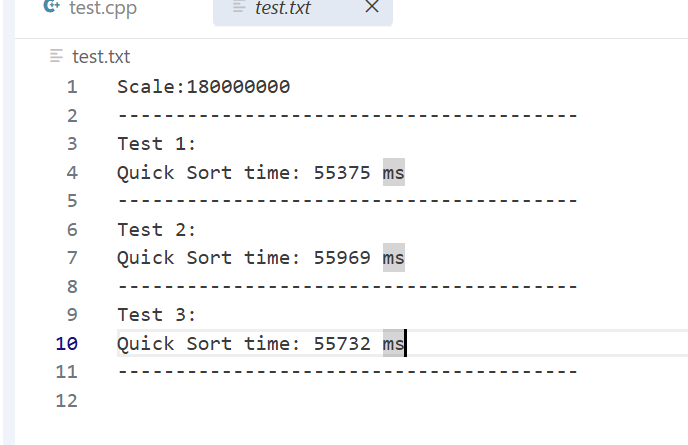 test.cpp
test.txt
test.txt
1 Scale:180000000
2 ----------------------------------------
3 Test 1:
4 Quick Sort time: 55375 ms
5 ----------------------------------------
6 Test 2:
7 Quick Sort time: 55969 ms
8 ----------------------------------------
9 Test 3:
10 Quick Sort time: 55732 ms
11 ----------------------------------------
12